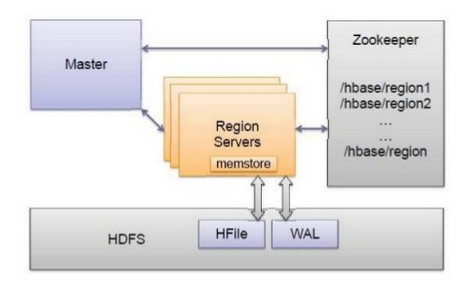 Master
Zookeeper
/hbase/region1
/hbase/region2
...
...
/hbase/region
Region
Servers
memstore
HDFS
HFile
WAL